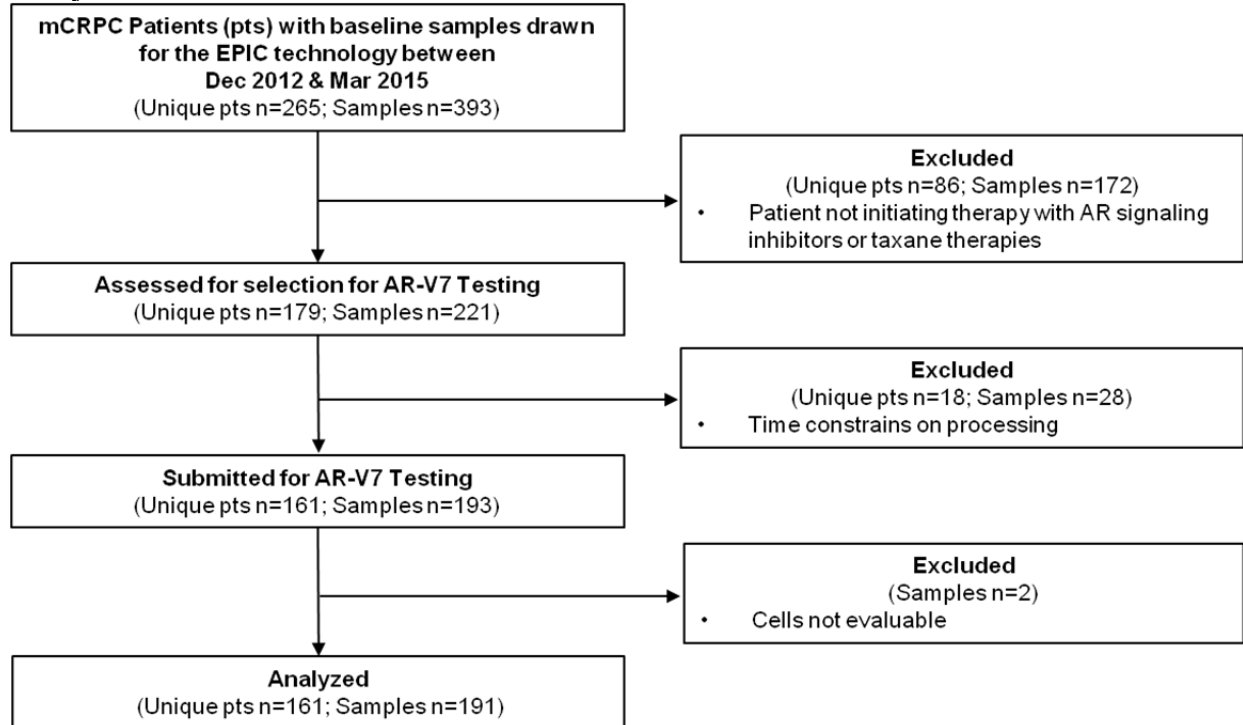 mCRPC Patients (pts) with baseline samples drawn
for the EPIC technology between
Dec 2012 & Mar 2015
(Unique pts n=265; Samples n=393)
Excluded
(Unique pts n=86; Samples n=172)
• Patient not initiating therapy with AR signaling
inhibitors or taxane therapies
Assessed for selection for AR-V7 Testing
(Unique pts n=179; Samples n=221)
Excluded
(Unique pts n=18; Samples n=28)
• Time constrains on processing
Submitted for AR-V7 Testing
(Unique pts n=161; Samples n=193)
Excluded
(Samples n=2)
• Cells not evaluable
Analyzed
(Unique pts n=161; Samples n=191)